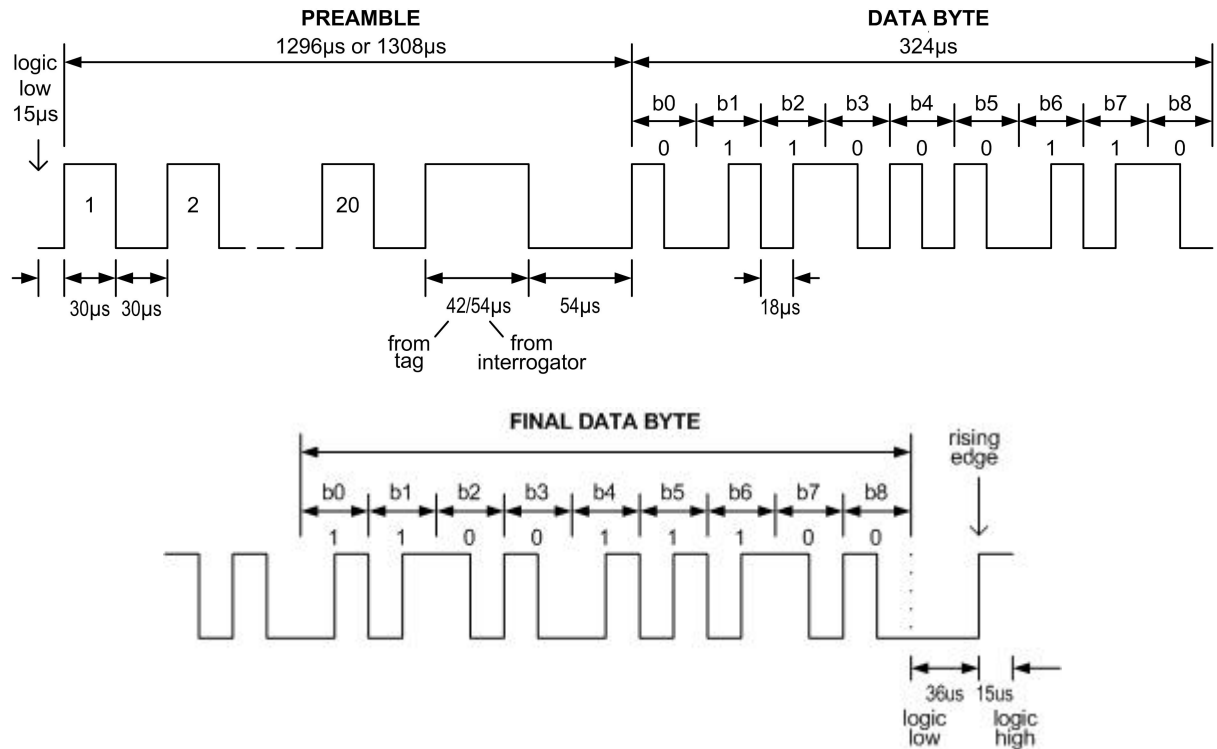 PREAMBLE
1296µs or 1308µs
DATA BYTE
324µs
logic
low
15µs
b0 b1 b2 b3 b4 b5 b6 b7 b8
0 1 1 0 0 0 1 1 0
1 2 20
30µs 30µs 42/54µs 54µs 18µs
from
tag
from
interrogator
FINAL DATA BYTE
rising
edge
b0 b1 b2 b3 b4 b5 b6 b7 b8
1 1 0 0 1 1 1 0 0
36us 15us
logic
low
logic
high